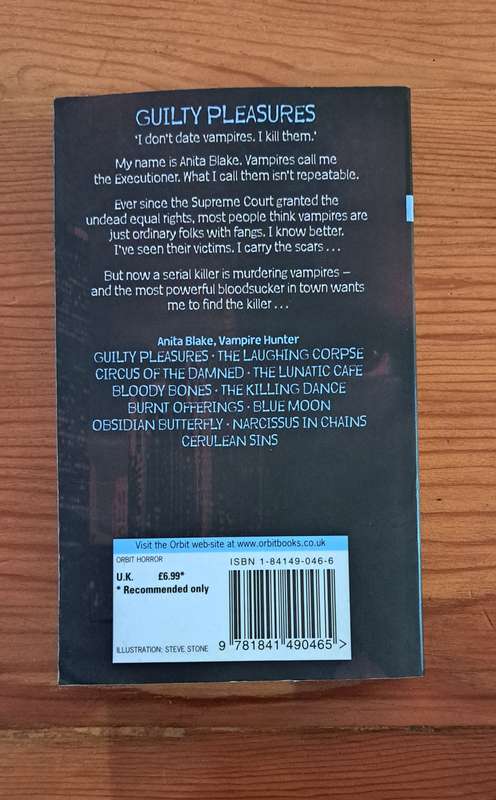 GUILTY PLEASURES
'I don't date vampires. I kill them.'
My name is Anita Blake. Vampires call me
the Executioner. What I call them isn't repeatable.
Ever since the Supreme Court granted the
undead equal rights, most people think vampires are
just ordinary folks with fangs. I know better.
I've seen their victims. I carry the scars . . .
But now a serial killer is murdering vampires –
and the most powerful bloodsucker in town wants
me to find the killer . . .
Anita Blake, Vampire Hunter
GUILTY PLEASURES · THE LAUGHING CORPSE
CIRCUS OF THE DAMNED · THE LUNATIC CAFE
BLOODY BONES · THE KILLING DANCE
BURNT OFFERINGS · BLUE MOON
OBSIDIAN BUTTERFLY · NARCISSUS IN CHAINS
CERULEAN SINS
Visit the Orbit web-site at www.orbitbooks.co.uk
ORBIT HORROR
U.K. £6.99*
* Recommended only
ILLUSTRATION: STEVE STONE
ISBN 1-84149-046-6
9 781841 490465 >